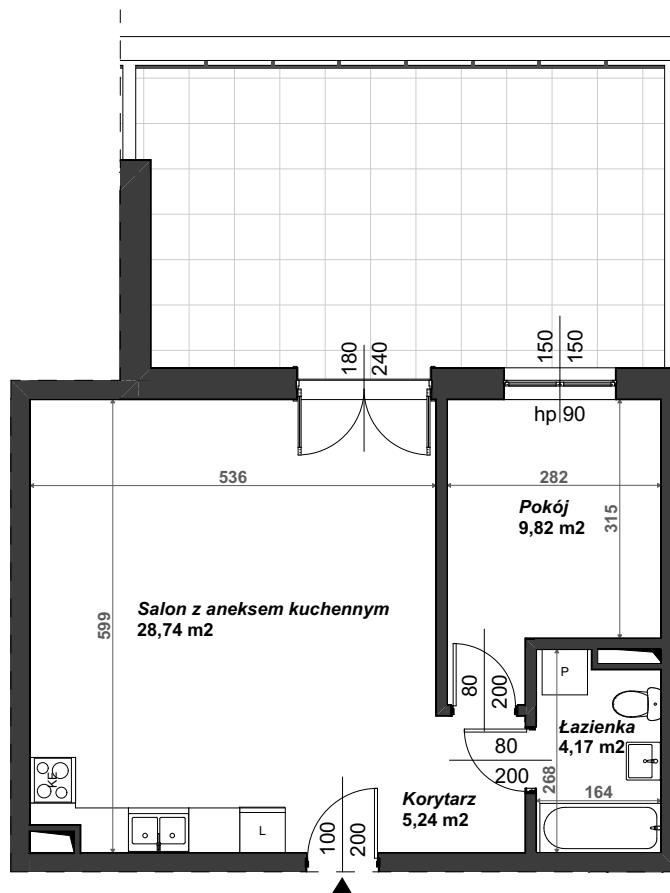 180
240
150
150
hp 90
536
282
Pokój
9,82 m2
315
599
Salon z aneksem kuchennym
28,74 m2
80
200
P
Łazienka
4,17 m2
80
200
268
164
KE
Korytarz
5,24 m2
L
100
200